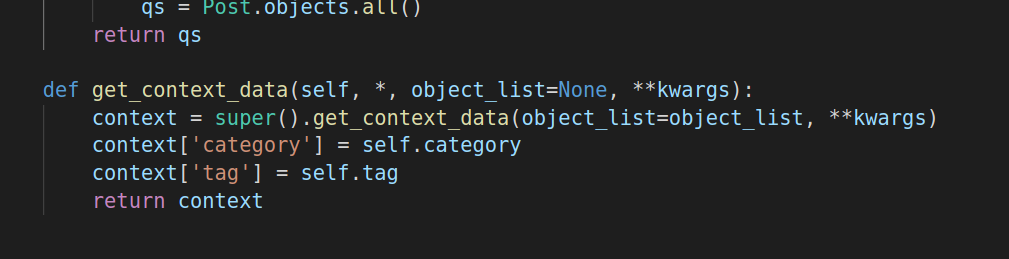 qs = Post.objects.all()
return qs
def get_context_data(self, *, object_list=None, **kwargs):
context = super().get_context_data(object_list=object_list, **kwargs)
context['category'] = self.category
context['tag'] = self.tag
return context